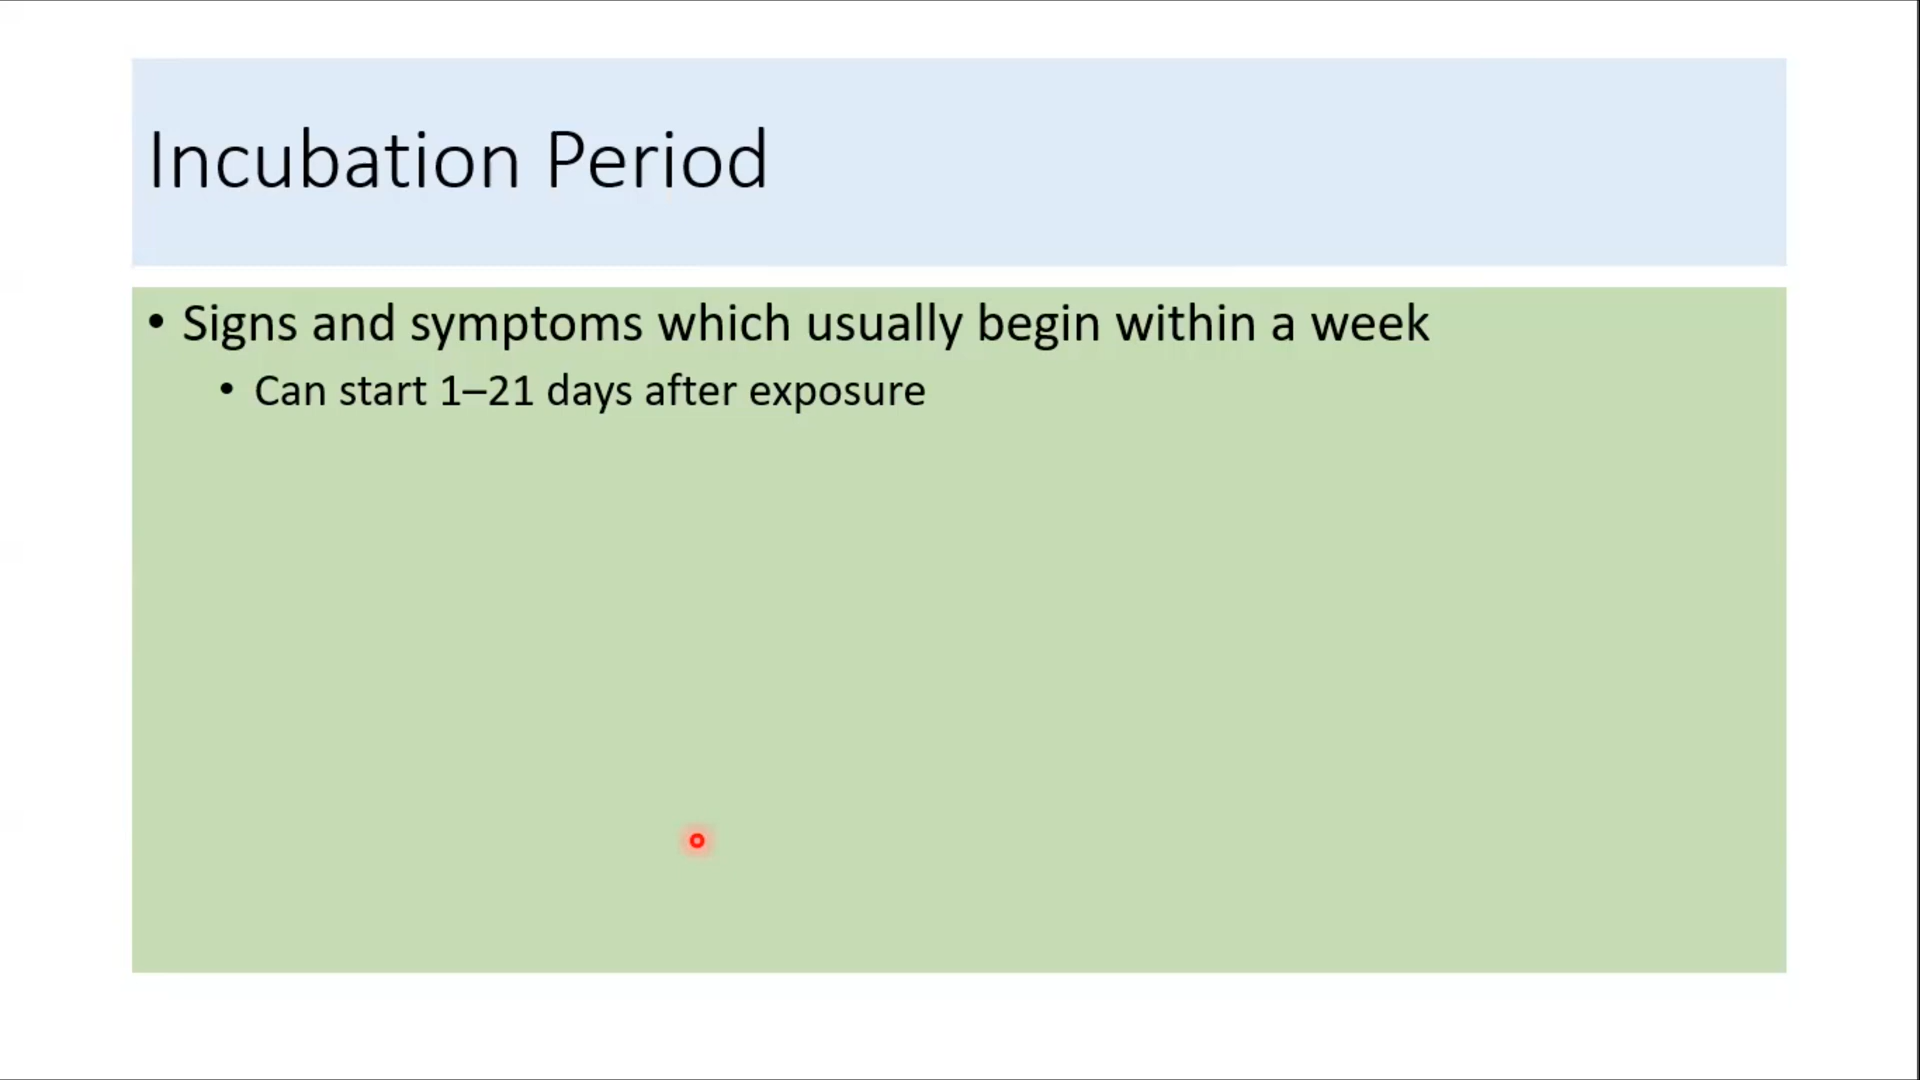 Incubation Period
• Signs and symptoms which usually begin within a week
• Can start 1–21 days after exposure